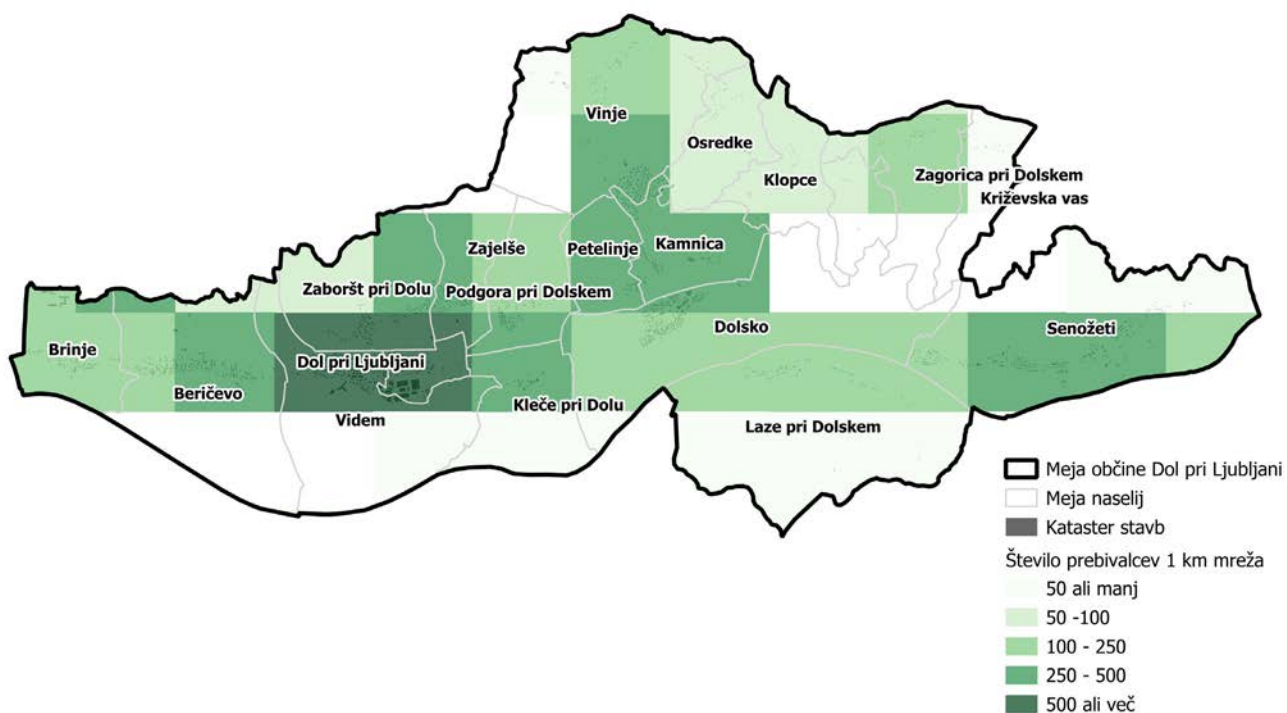 Vinje
Osredke
Klopce
Zagorica pri Dolskem
Križevska vas
Zajelše
Petelinje
Kamnica
Zaboršt pri Dolu
Podgora pri Dolskem
Dolsko
Senožeti
Brinje
Dol pri Ljubljani
Beričevo
Kleče pri Dolu
Videm
Laze pri Dolskem
Meja občine Dol pri Ljubljani
Meja naselij
Kataster stavb
Število prebivalcev 1 km mreža
50 ali manj
50 -100
100 - 250
250 - 500
500 ali več